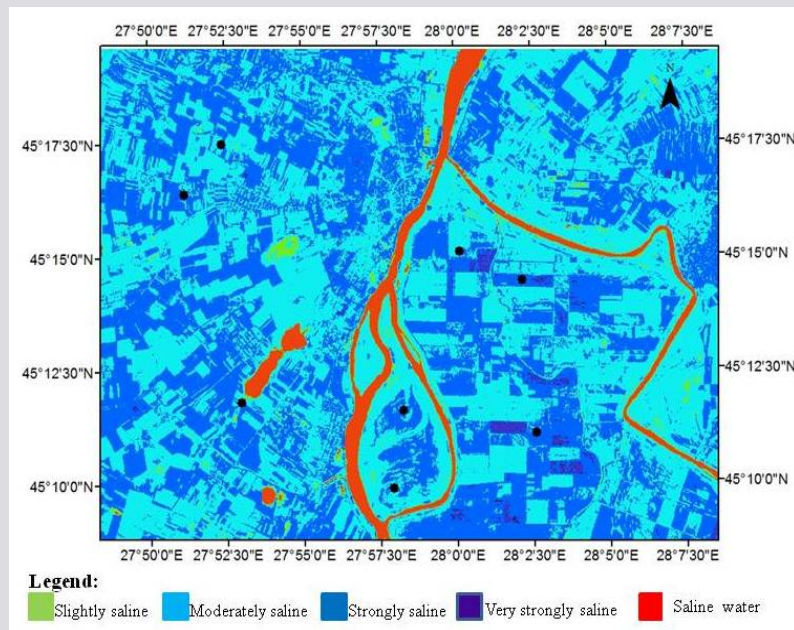 27°50'0"E 27°52'30"E 27°55'0"E 27°57'30"E 28°0'0"E 28°2'30"E 28°5'0"E 28°7'30"E
N
45°17'30"N 45°17'30"N
45°15'0"N 45°15'0"N
45°12'30"N 45°12'30"N
45°10'0"N 45°10'0"N
27°50'0"E 27°52'30"E 27°55'0"E 27°57'30"E 28°0'0"E 28°2'30"E 28°5'0"E 28°7'30"E
Legend:
Slightly saline Moderately saline Strongly saline Very strongly saline Saline water